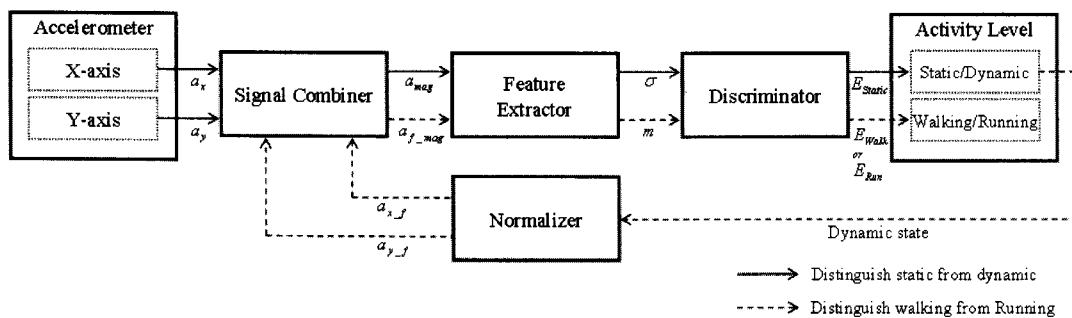 Accelerometer
X-axis
Y-axis
a_x
a_y
Signal Combiner
a_mag
a_f_mag
Feature
Extractor
σ
m
Discriminator
E_Static
E_Walk
or
E_Run
Activity Level
Static/Dynamic
Walking/Running
a_x_f
a_y_f
Normalizer
Dynamic state
Distinguish static from dynamic
Distinguish walking from Running